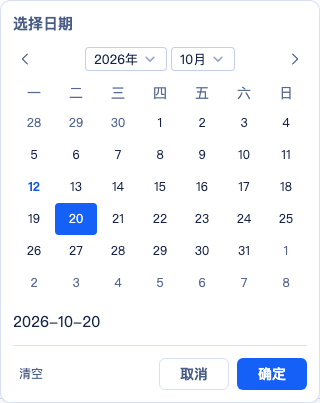 选择日期
2026年 10月
一 二 三 四 五 六 日
28 29 30 1 2 3 4
5 6 7 8 9 10 11
12 13 14 15 16 17 18
19 20 21 22 23 24 25
26 27 28 29 30 31 1
2 3 4 5 6 7 8
2026-10-20
清空 取消 确定